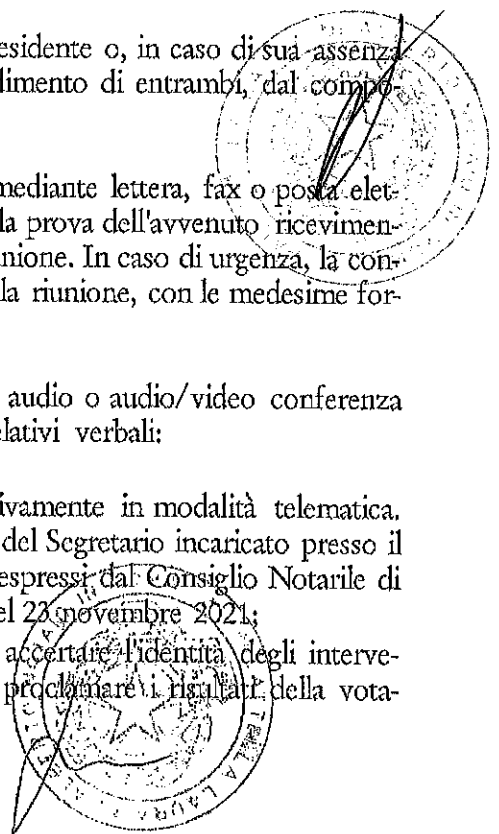 residente o, in caso di sua assenza
dimento di entrambi, dal compo-
mediante lettera, fax o posta elet-
la prova dell'avvenuto ricevimen-
nione. In caso di urgenza, la con-
la riunione, con le medesime for-
audio o audio/video conferenza
elativi verbali:
ivamente in modalità telematica.
del Segretario incaricato presso il
espressi dal Consiglio Notarile di
el 23 novembre 2021;
accertare l'identità degli interve-
proclamare i risultati della vota-
LAURA